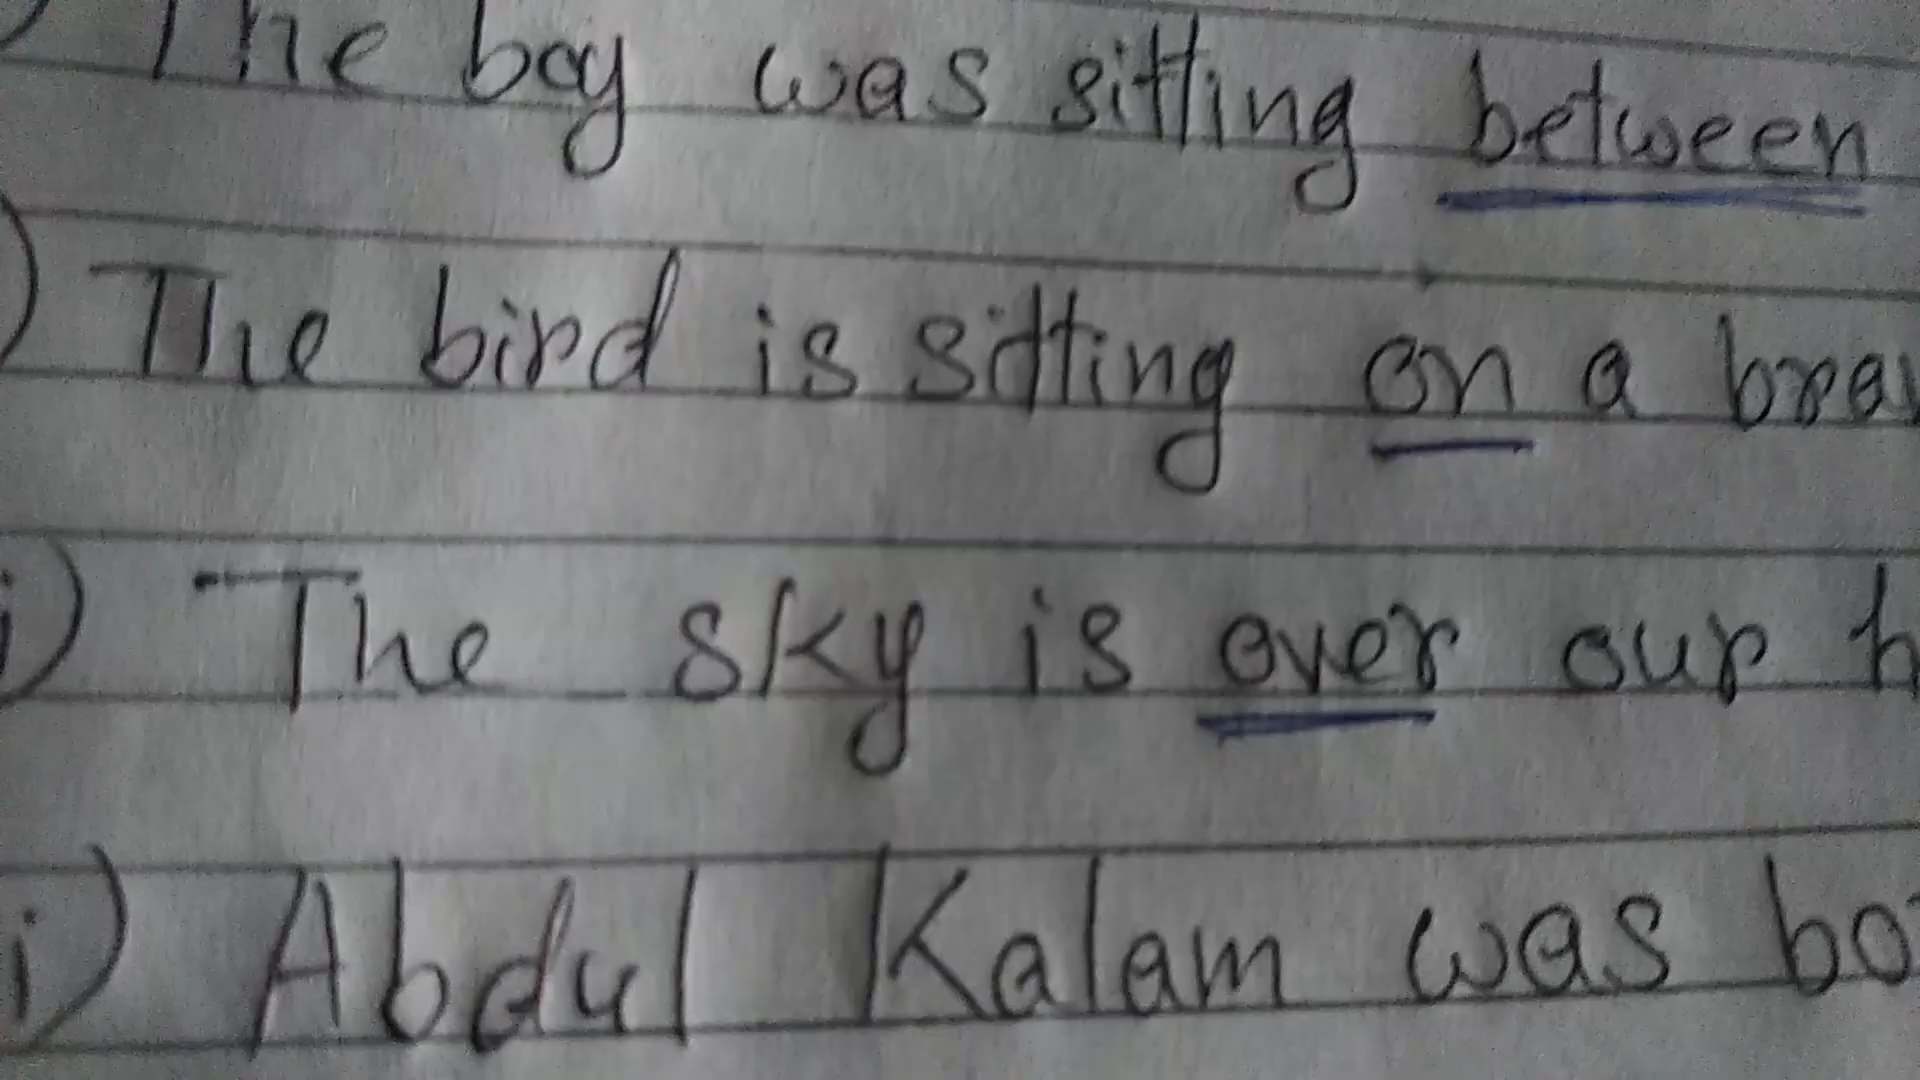 The boy was sitting between
) The bird is sitting on a
i) The sky is over our
i) Abdul Kalam was